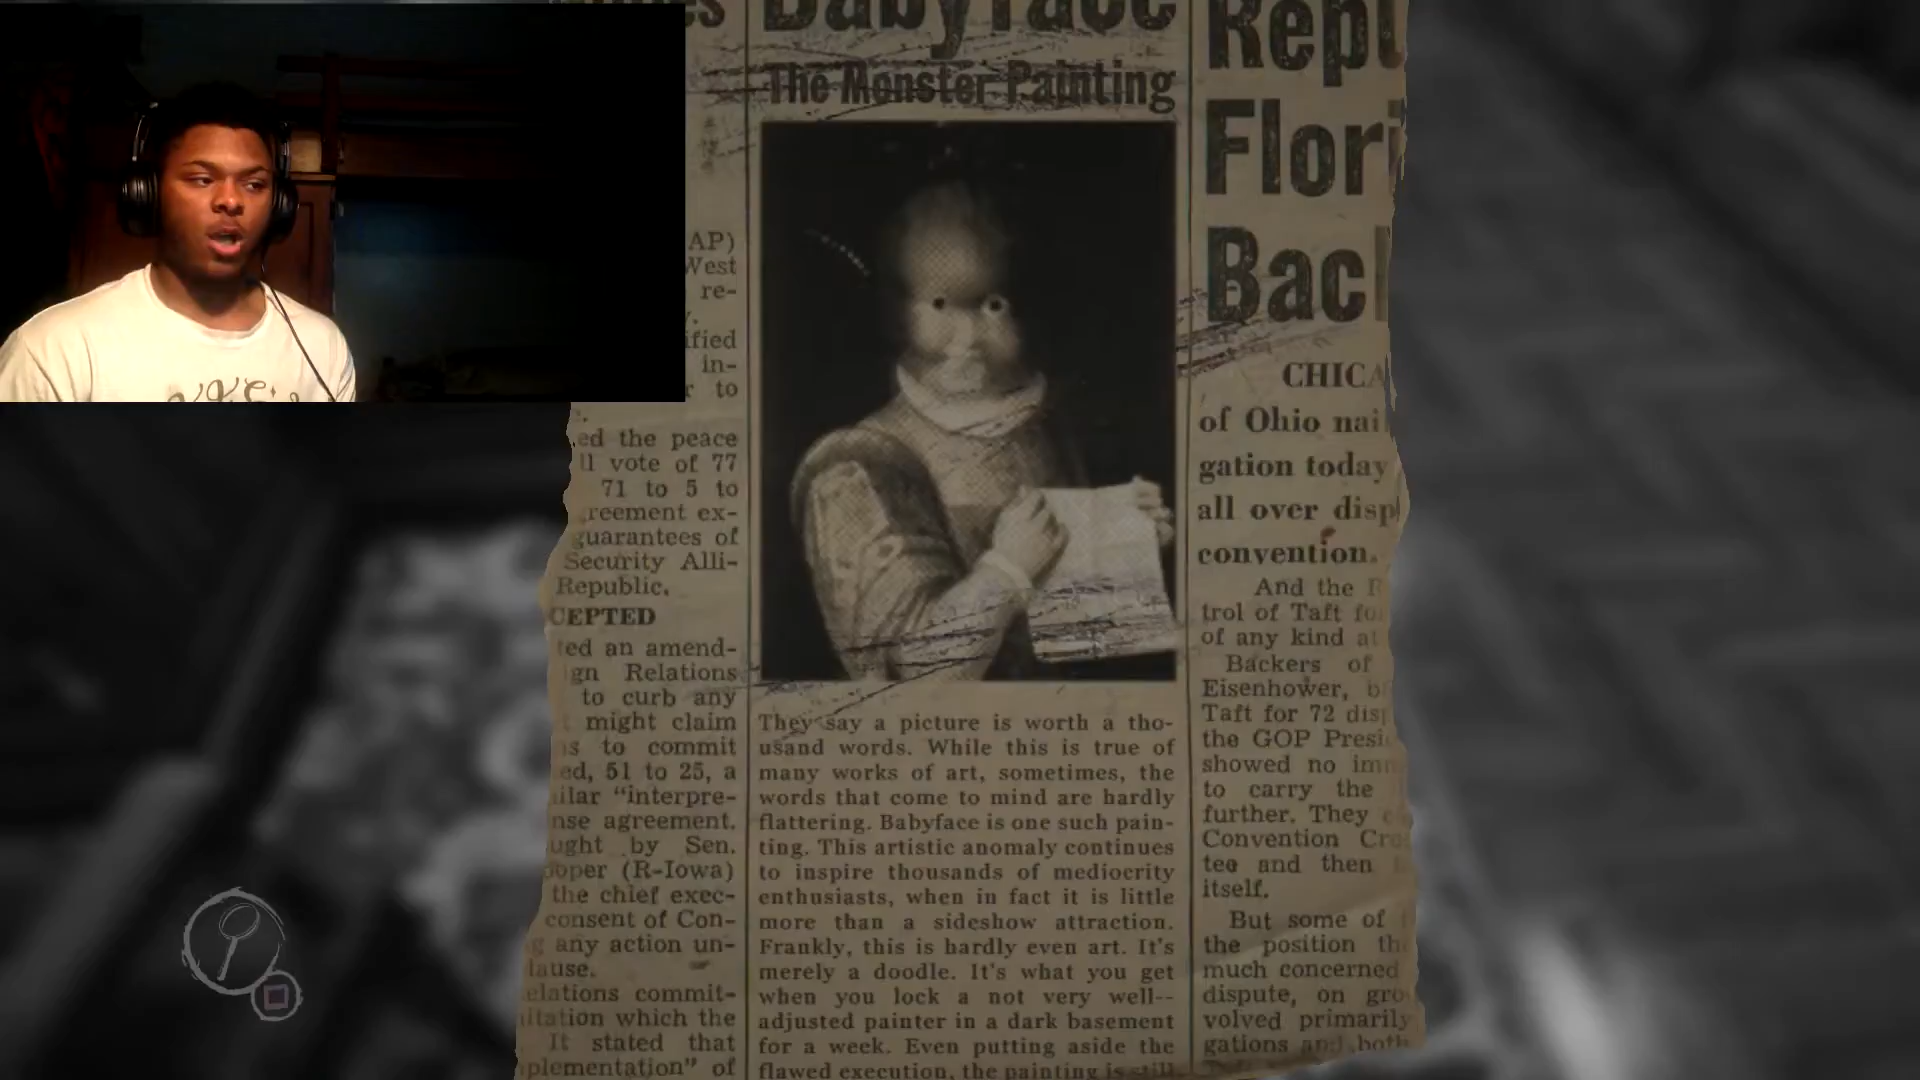 Babyface
The Monster Painting
AP)
West
re-
ified
in-
to
ed the peace
vote of 77
71 to 5 to
reement ex-
guarantees of
Security Alli-
Republic.
CEPTED
ted an amend-
gn Relations
to curb any
might claim
to commit
ed, 51 to 25, a
ilar “interpre-
nse agreement.
ught by Sen.
ooper (R-Iowa)
the chief exec-
consent of Con-
g any action un-
lause.
elations commit-
ltation which the
It stated that
plementation” of
They say a picture is worth a tho-
usand words. While this is true of
many works of art, sometimes, the
words that come to mind are hardly
flattering. Babyface is one such pain-
ting. This artistic anomaly continues
to inspire thousands of mediocrity
enthusiasts, when in fact it is little
more than a sideshow attraction.
Frankly, this is hardly even art. It's
merely a doodle. It's what you get
when you lock a not very well--
adjusted painter in a dark basement
for a week. Even putting aside the
flawed execution, the painting is still
Repu
Flori
Back
CHICA
of Ohio nai
gation today
all over disp
convention.
And the
trol of Taft fo
of any kind at
Backers of
Eisenhower, b
Taft for 72 dis
the GOP Presi
showed no im
to carry the
further. They
Convention Cre
tee and then
itself.
But some of
the position th
much concerned
dispute, on gro
volved primarily
gations and both